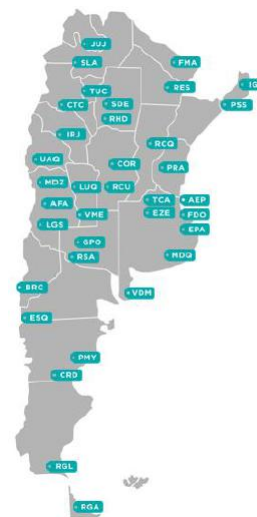 JUJ
SLA
FMA
IG
TUC
RES
CTC
SDE
PSS
RHD
IRJ
RCQ
UAQ
COR
PRA
MDZ
LUQ
RCU
AFA
TCA
AEP
VME
EZE
FDO
LGS
EPA
GPO
RSA
MDQ
BRC
VDM
ESQ
PMY
CRD
RGL
RGA